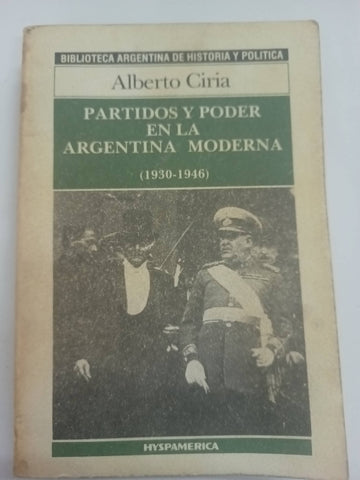 BIBLIOTECA ARGENTINA DE HISTORIA Y POLITICA
Alberto Ciria
PARTIDOS Y PODER
EN LA
ARGENTINA MODERNA
(1930-1946)
HYSPAMERICA